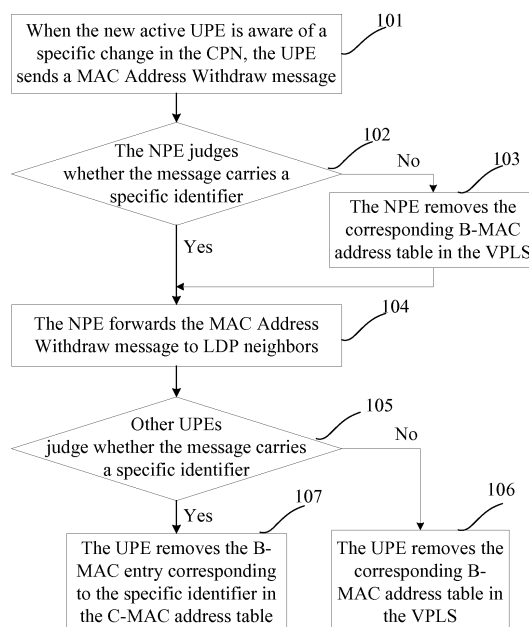 101
When the new active UPE is aware of a
specific change in the CPN, the UPE
sends a MAC Address Withdraw message
102
The NPE judges
whether the message carries a
specific identifier
No
103
The NPE removes the
corresponding B-MAC
address table in the VPLS
Yes
104
The NPE forwards the MAC Address
Withdraw message to LDP neighbors
105
Other UPEs
judge whether the message carries
a specific identifier
No
106
Yes
107
The UPE removes the B-
MAC entry corresponding
to the specific identifier in
the C-MAC address table
The UPE removes the
corresponding B-
MAC address table in
the VPLS